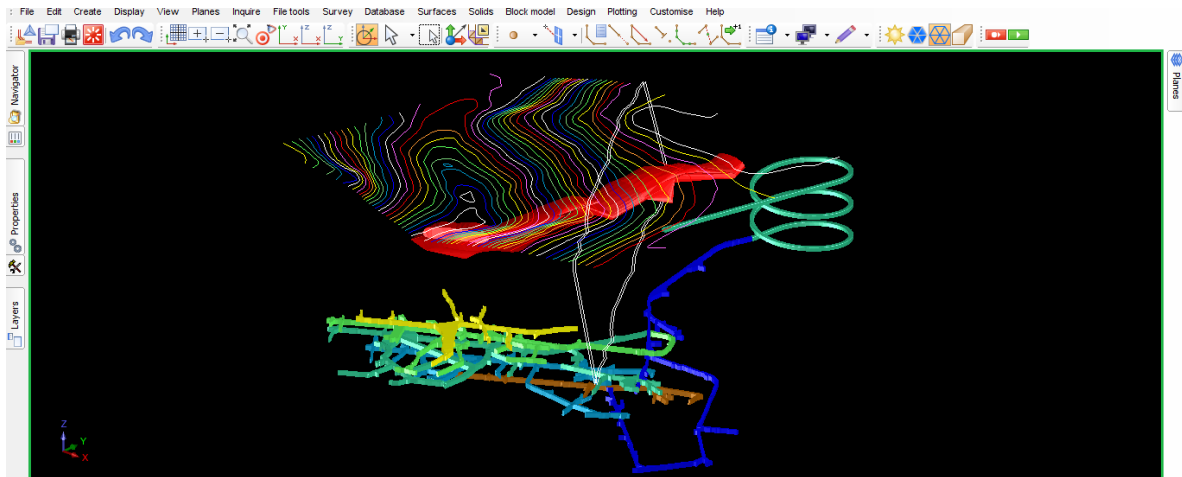 File Edit Create Display View Planes Inquire File tools Survey Database Surfaces Solids Block model Design Plotting Customise Help
Navigator
Properties
Layers
Planes
Z
Y
X